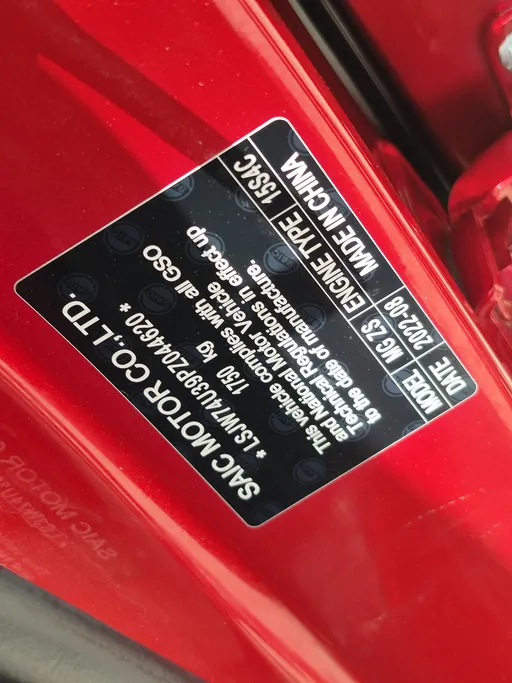 SAIC MOTOR CO.,LTD.
* LSJW74U39PZ044620 *
1750 kg
This vehicle complies with all GSO
and National Motor Vehicle
Technical Regulations in effect up
to the date of manufacture.
MODEL MG ZS ENGINE TYPE 15S4C
DATE 2022-08 MADE IN CHINA
SAIC MOTOR